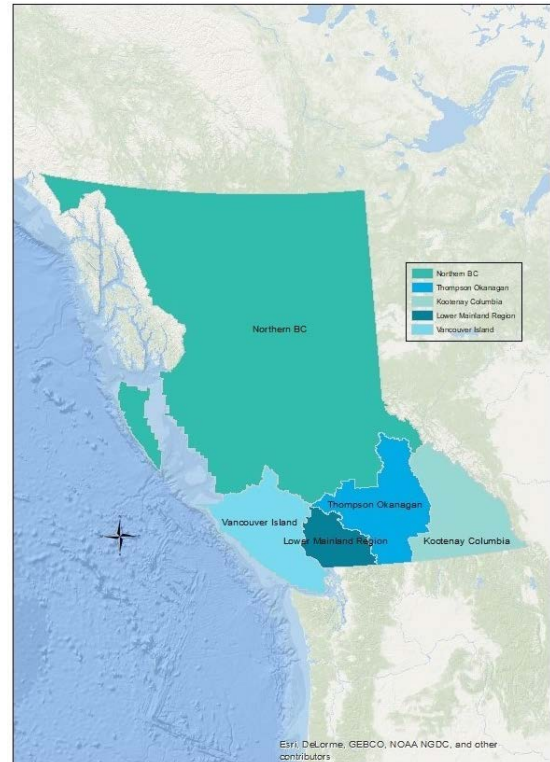 Northern BC
Thompson Okanagan
Kootenay Columbia
Lower Mainland Region
Vancouver Island
Northern BC
Thompson Okanagan
Vancouver Island
Lower Mainland Region
Kootenay Columbia
Esri, DeLorme, GEBCO, NOAA NGDC, and other
contributors